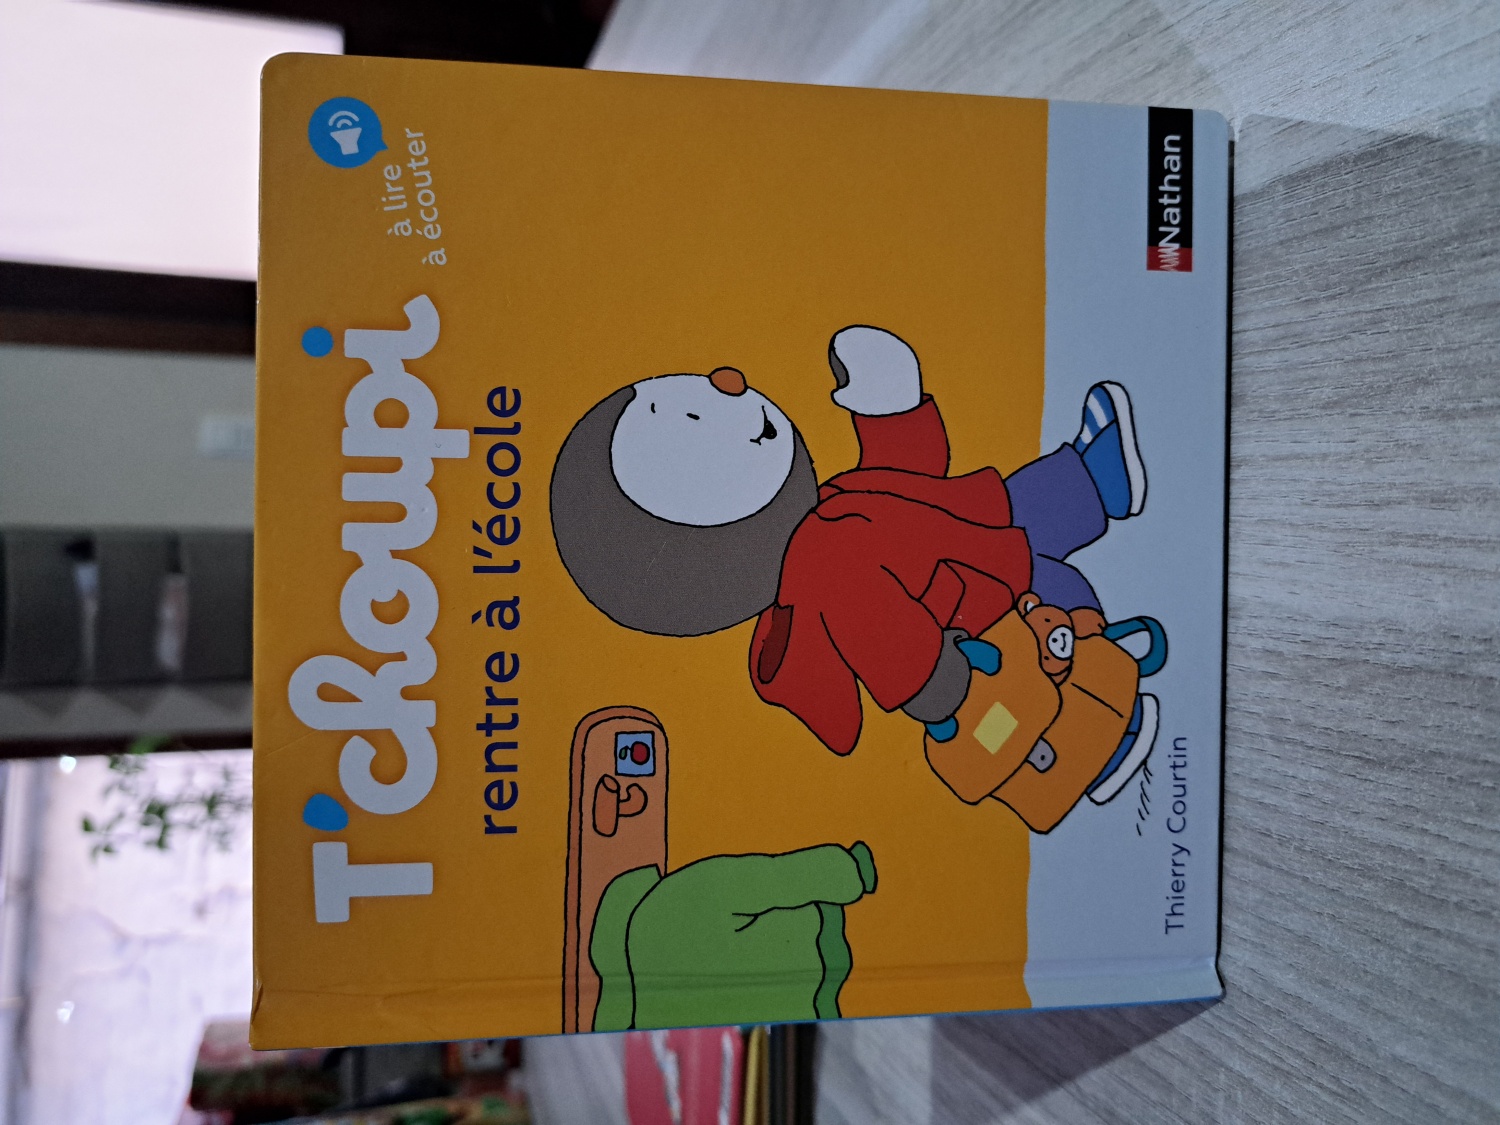 T'choupi
rentre à l'école
à lire
à écouter
Thierry Courtin
Nathan